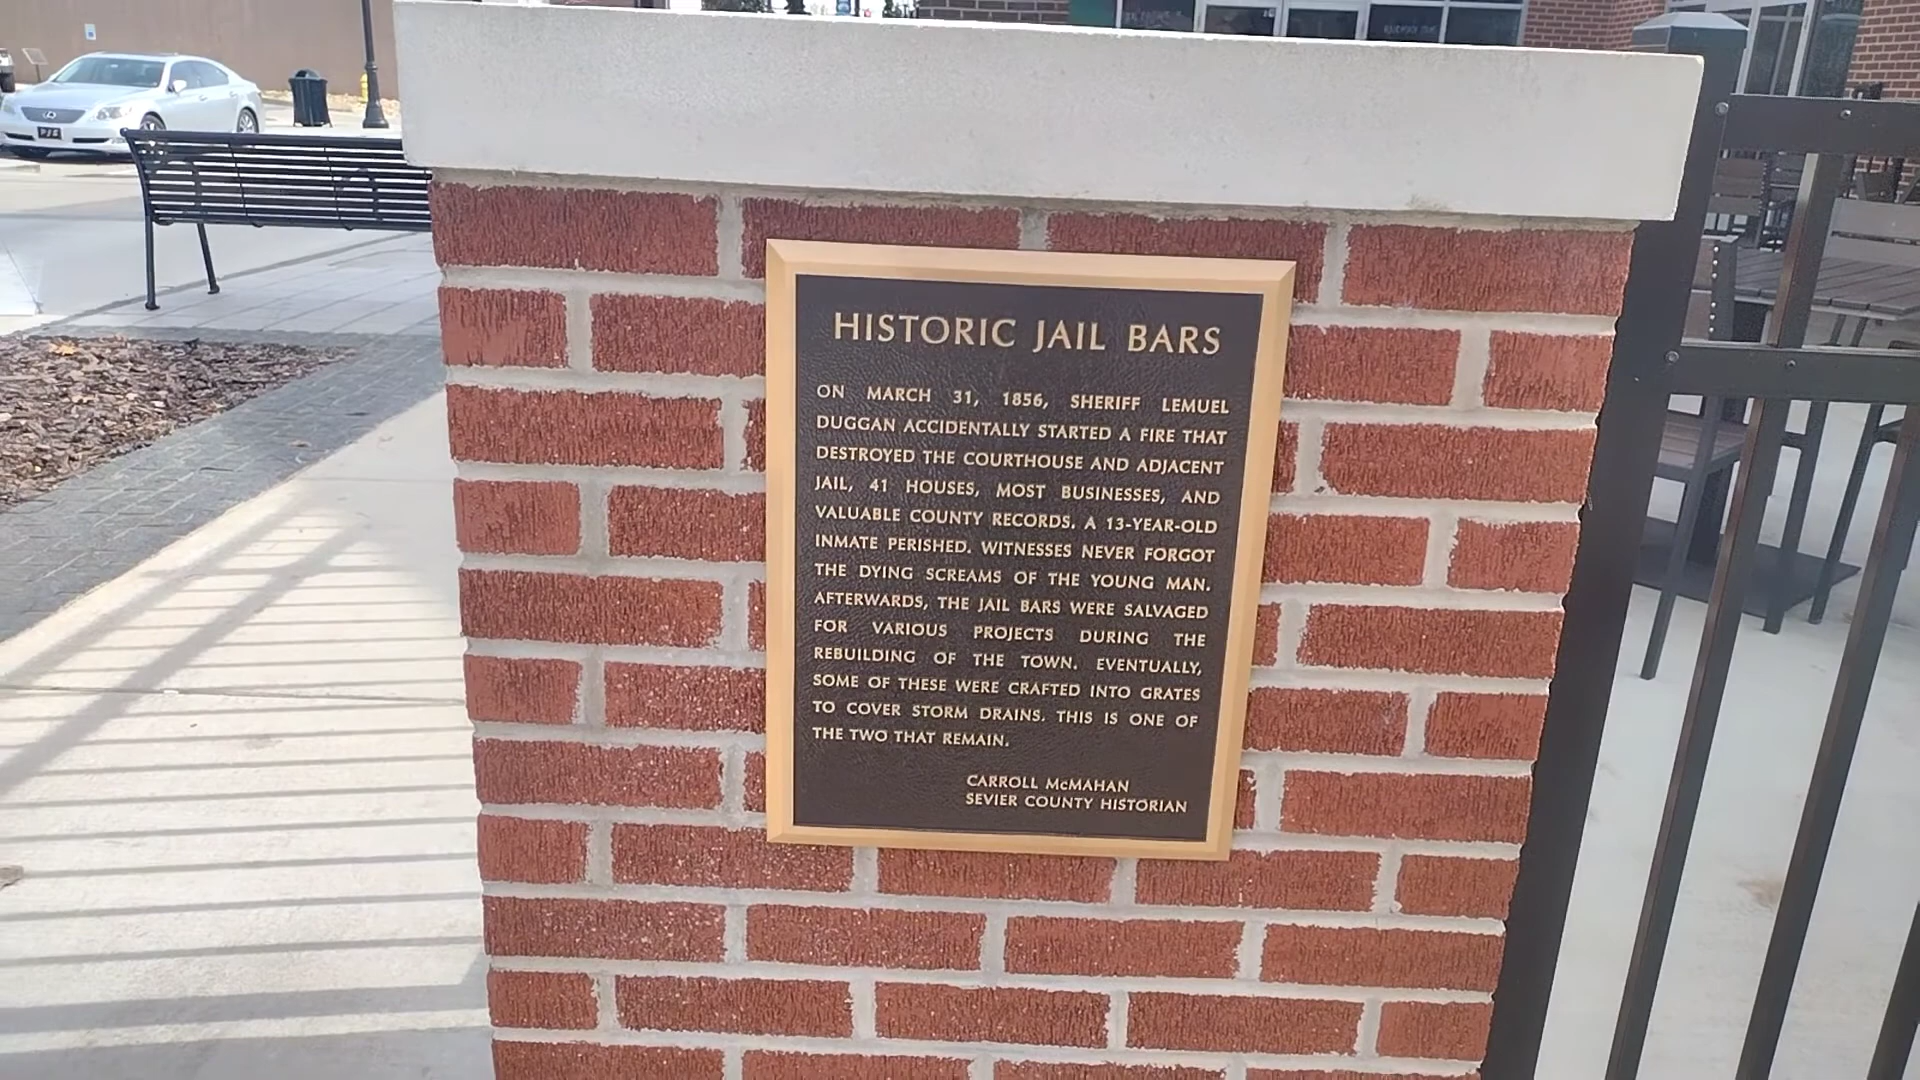 HISTORIC JAIL BARS
ON MARCH 31, 1856, SHERIFF LEMUEL
DUGGAN ACCIDENTALLY STARTED A FIRE THAT
DESTROYED THE COURTHOUSE AND ADJACENT
JAIL, 41 HOUSES, MOST BUSINESSES, AND
VALUABLE COUNTY RECORDS. A 13-YEAR-OLD
INMATE PERISHED. WITNESSES NEVER FORGOT
THE DYING SCREAMS OF THE YOUNG MAN.
AFTERWARDS, THE JAIL BARS WERE SALVAGED
FOR VARIOUS PROJECTS DURING THE
REBUILDING OF THE TOWN. EVENTUALLY,
SOME OF THESE WERE CRAFTED INTO GRATES
TO COVER STORM DRAINS. THIS IS ONE OF
THE TWO THAT REMAIN.
CARROLL McMAHAN
SEVIER COUNTY HISTORIAN